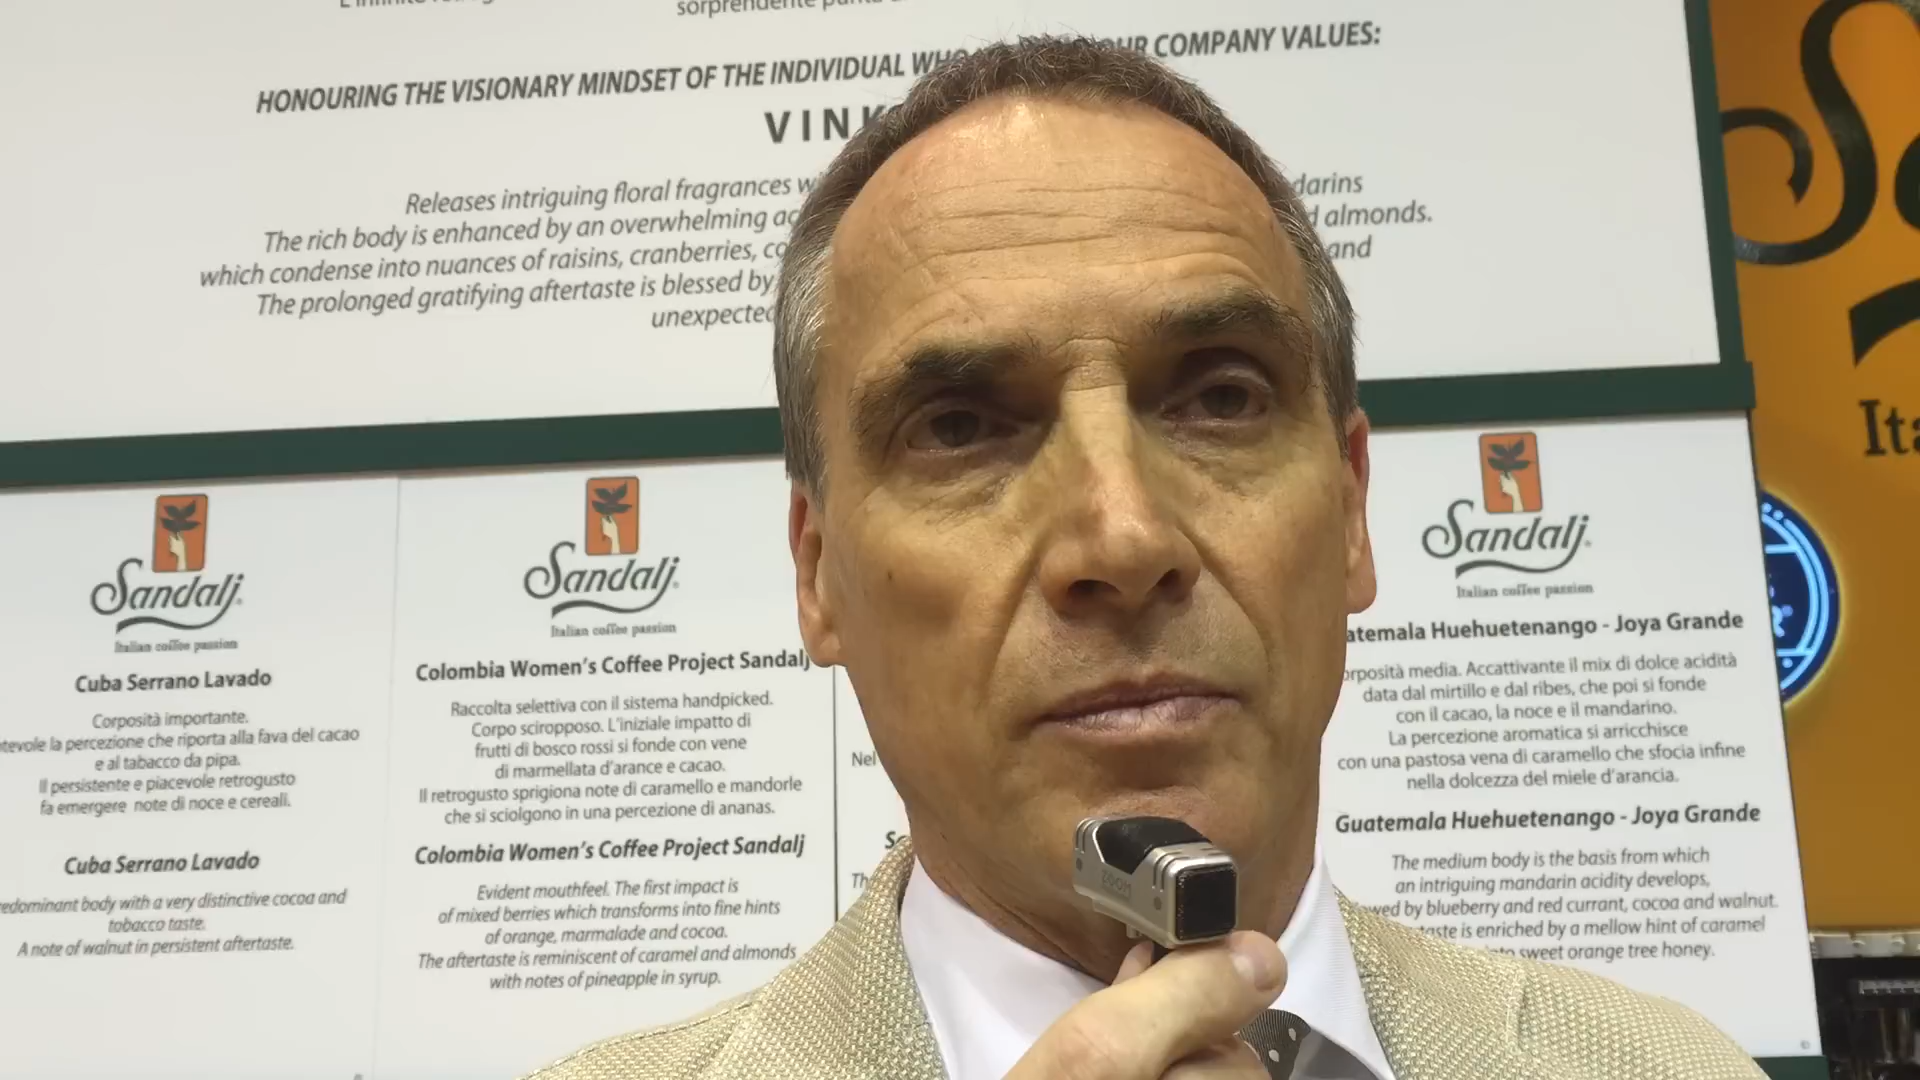 sorprendente
HONOURING THE VISIONARY MINDSET OF THE INDIVIDUAL COMPANY VALUES:
Releases intriguing floral fragrances
The rich body is enhanced by an overwhelming almonds.
which condense into nuances of raisins, cranberries, and
The prolonged gratifying aftertaste is blessed by
unexpected
Sandalj
Italian coffee passion
Cuba Serrano Lavado
Corposità importante.
la percezione che riporta alla fava del cacao
e al tabacco da pipa.
Il persistente e piacevole retrogusto
fa emergere note di noce e cereali.
Cuba Serrano Lavado
body with a very distinctive cocoa and
tobacco taste.
A note of walnut in persistent aftertaste.
Sandalj
Italian coffee passion
Colombia Women's Coffee Project Sandalj
Raccolta selettiva con il sistema handpicked.
Corpo sciropposo. L'iniziale impatto di
frutti di bosco rossi si fonde con vene
di marmellata d'arance e cacao.
Il retrogusto sprigiona note di caramello e mandorle
che si sciolgono in una percezione di ananas.
Colombia Women's Coffee Project Sandalj
Evident mouthfeel. The first impact is
of mixed berries which transforms into fine hints
of orange, marmalade and cocoa.
The aftertaste is reminiscent of caramel and almonds
with notes of pineapple in syrup.
Nel
Sandalj
Italian coffee passion
Huehuetenango - Joya Grande
media. Accattivante il mix di dolce acidità
data dal mirtillo e dal ribes, che poi si fonde
con il cacao, la noce e il mandarino.
La percezione aromatica si arricchisce
con una pastosa vena di caramello che sfocia infine
nella dolcezza del miele d'arancia.
Guatemala Huehuetenango - Joya Grande
The medium body is the basis from which
an intriguing mandarin acidity develops,
by blueberry and red currant, cocoa and walnut.
is enriched by a mellow hint of caramel
sweet orange tree honey.
zoom